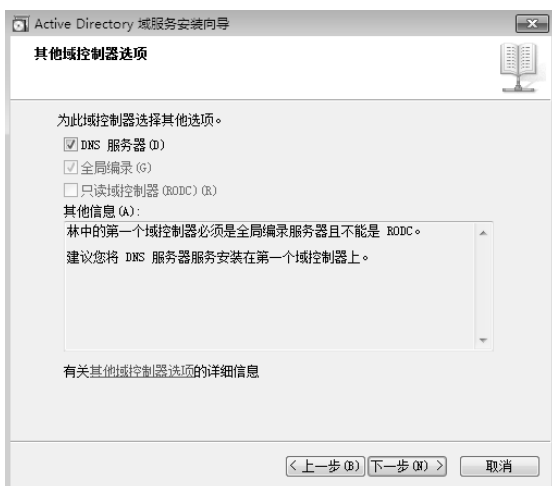 Active Directory 域服务安装向导
其他域控制器选项
为此域控制器选择其他选项。
DNS 服务器(D)
全局编录(G)
只读域控制器(RODC)(R)
其他信息(A):
林中的第一个域控制器必须是全局编录服务器且不能是 RODC。
建议您将 DNS 服务器服务安装在第一个域控制器上。
有关其他域控制器选项的详细信息
< 上一步(B) 下一步(N) > 取消